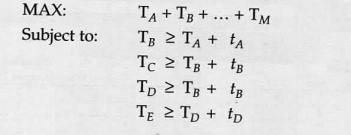 MAX: T_A + T_B + ... + T_M
Subject to: T_B ≥ T_A + t_A
T_C ≥ T_B + t_B
T_D ≥ T_B + t_B
T_E ≥ T_D + t_D